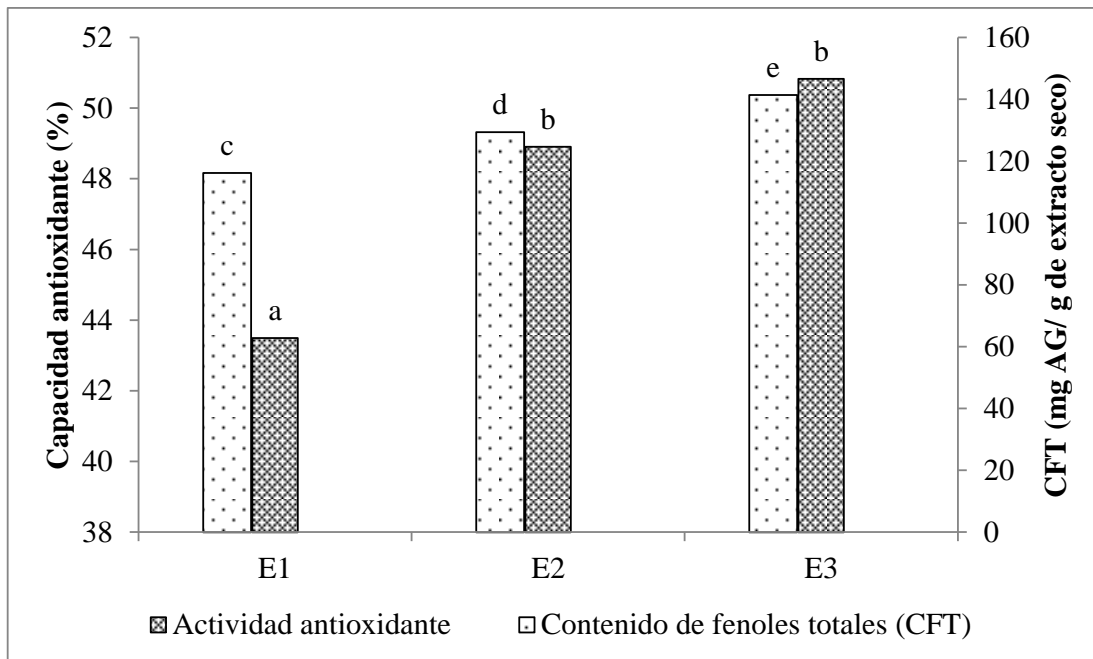 52
50
48
46
44
42
40
38
Capacidad antioxidante (%)
160
140
120
100
80
60
40
20
0
CFT (mg AG/ g de extracto seco)
c
a
d
b
e
b
E1
E2
E3
Actividad antioxidante
Contenido de fenoles totales (CFT)